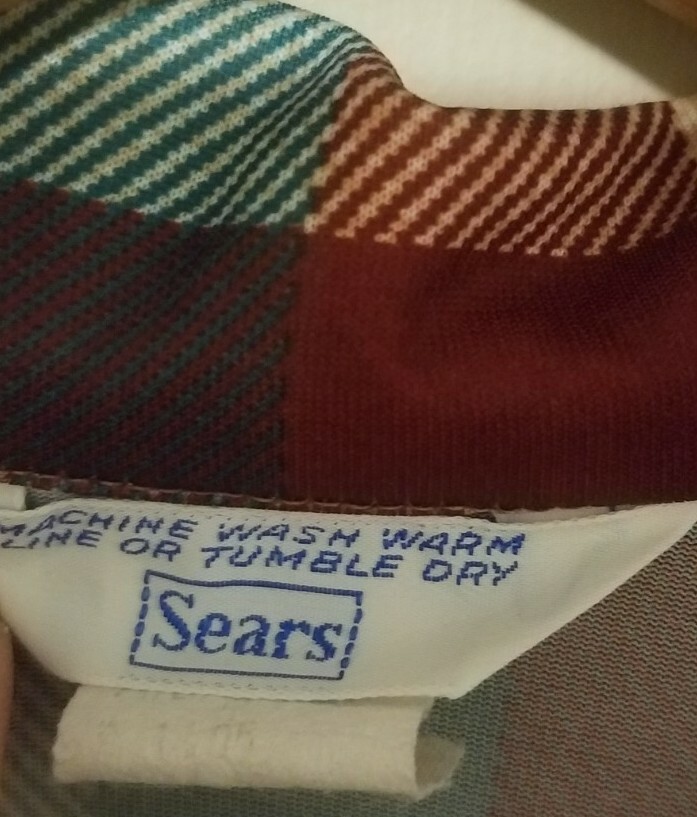 MACHINE WASH WARM
LINE OR TUMBLE DRY
Sears